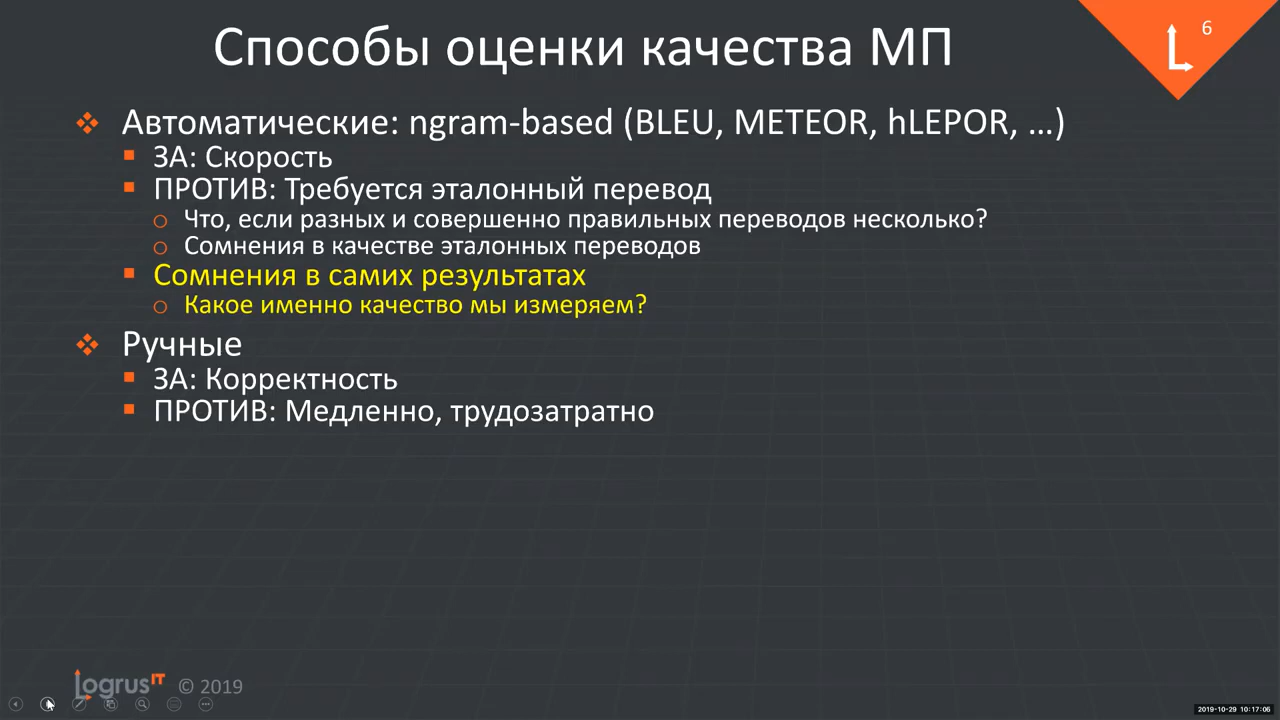 Способы оценки качества МП
6
Автоматические: ngram-based (BLEU, METEOR, hLEPOR, …)
ЗА: Скорость
ПРОТИВ: Требуется эталонный перевод
Что, если разных и совершенно правильных переводов несколько?
Сомнения в качестве эталонных переводов
Сомнения в самих результатах
Какое именно качество мы измеряем?
Ручные
ЗА: Корректность
ПРОТИВ: Медленно, трудозатратно
logrusIT © 2019
2019-10-29 10:17:06